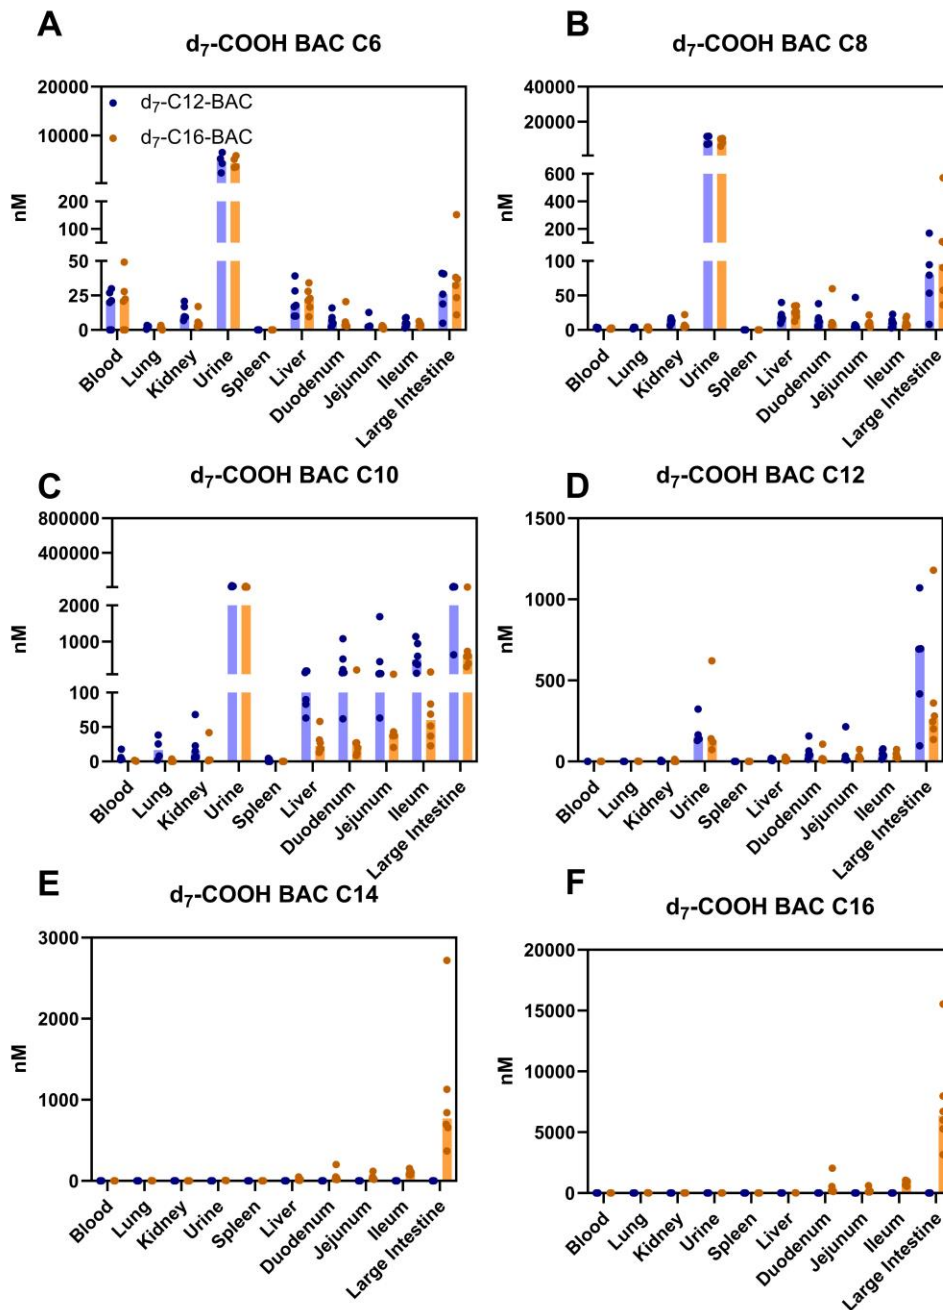 A
d7-COOH BAC C6
20000
10000
200
100
50
25
0
nM
d7-C12-BAC
d7-C16-BAC
Blood
Lung
Kidney
Urine
Spleen
Liver
Duodenum
Jejunum
Ileum
Large Intestine
B
d7-COOH BAC C8
40000
20000
600
400
200
100
50
0
nM
Blood
Lung
Kidney
Urine
Spleen
Liver
Duodenum
Jejunum
Ileum
Large Intestine
C
d7-COOH BAC C10
800000
400000
2000
1000
100
50
0
nM
Blood
Lung
Kidney
Urine
Spleen
Liver
Duodenum
Jejunum
Ileum
Large Intestine
D
d7-COOH BAC C12
1500
1000
500
0
nM
Blood
Lung
Kidney
Urine
Spleen
Liver
Duodenum
Jejunum
Ileum
Large Intestine
E
d7-COOH BAC C14
3000
2000
1000
0
nM
Blood
Lung
Kidney
Urine
Spleen
Liver
Duodenum
Jejunum
Ileum
Large Intestine
F
d7-COOH BAC C16
20000
15000
10000
5000
0
nM
Blood
Lung
Kidney
Urine
Spleen
Liver
Duodenum
Jejunum
Ileum
Large Intestine